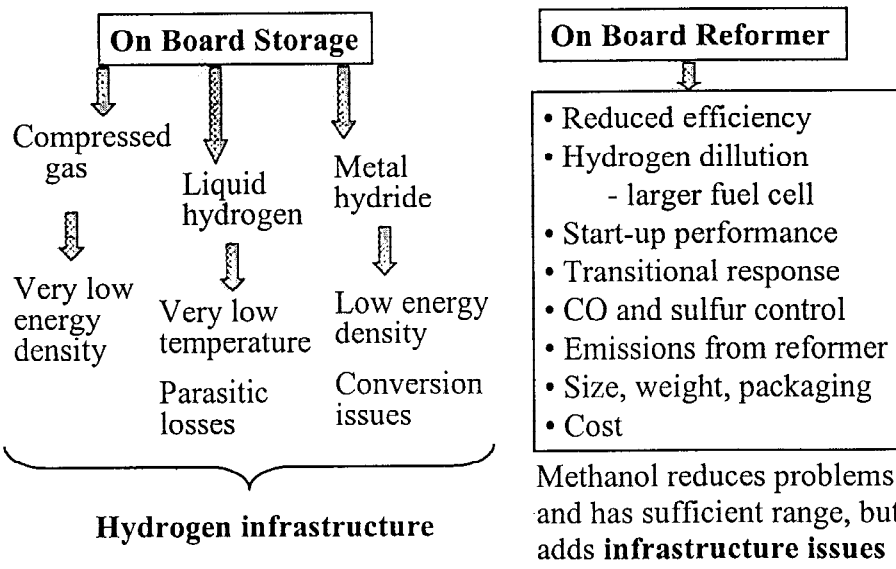 On Board Storage
Compressed
gas
Very low
energy
density
Liquid
hydrogen
Very low
temperature
Parasitic
losses
Metal
hydride
Low energy
density
Conversion
issues
Hydrogen infrastructure
On Board Reformer
• Reduced efficiency
• Hydrogen dillution
- larger fuel cell
• Start-up performance
• Transitional response
• CO and sulfur control
• Emissions from reformer
• Size, weight, packaging
• Cost
Methanol reduces problems
and has sufficient range, but
adds infrastructure issues